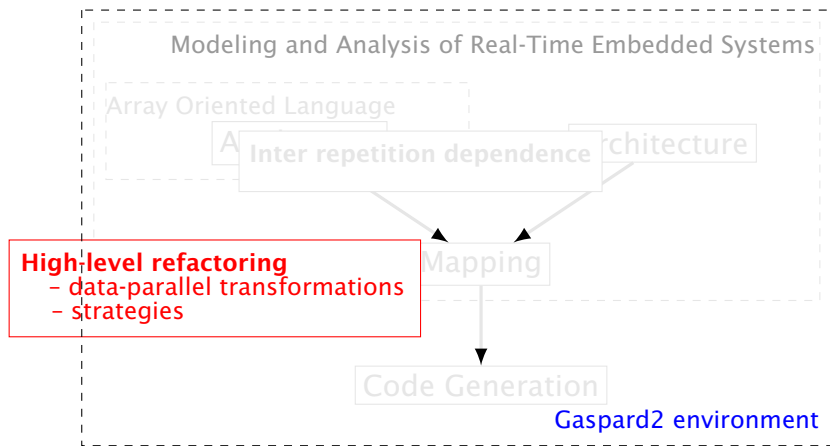 Modeling and Analysis of Real-Time Embedded Systems
Array Oriented Language
Inter repetition dependence
High-level refactoring
– data-parallel transformations
– strategies
Mapping
Code Generation
Gaspard2 environment